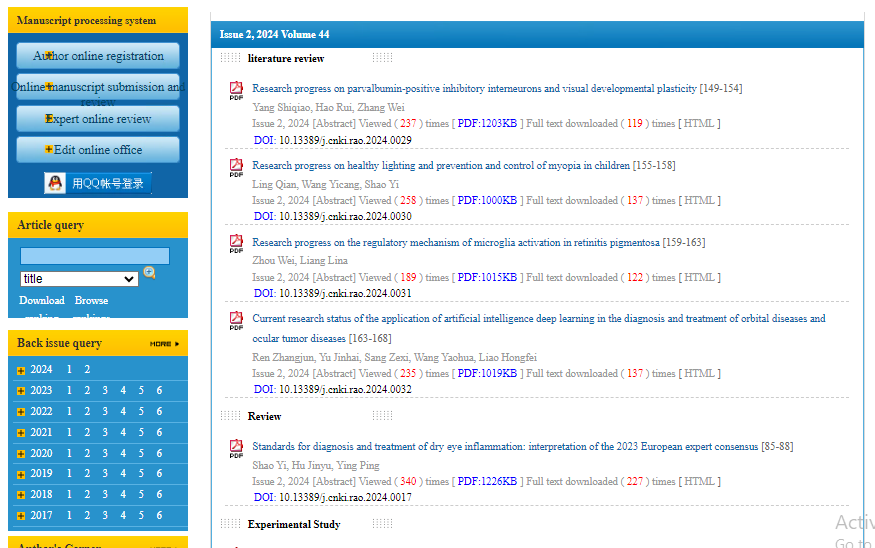 Manuscript processing system
Author online registration
Online manuscript submission and
review
Expert online review
Edit online office
用QQ帐号登录
Article query
title
Download Browse
Back issue query MORE
2024 1 2
2023 1 2 3 4 5 6
2022 1 2 3 4 5 6
2021 1 2 3 4 5 6
2020 1 2 3 4 5 6
2019 1 2 3 4 5 6
2018 1 2 3 4 5 6
2017 1 2 3 4 5 6
Author's Corner
Issue 2, 2024 Volume 44
literature review
PDF
Research progress on parvalbumin-positive inhibitory interneurons and visual developmental plasticity [149-154]
Yang Shiqiao, Hao Rui, Zhang Wei
Issue 2, 2024 [Abstract] Viewed ( 237 ) times [ PDF:1203KB ] Full text downloaded ( 119 ) times [ HTML ]
DOI: 10.13389/j.cnki.rao.2024.0029
PDF
Research progress on healthy lighting and prevention and control of myopia in children [155-158]
Ling Qian, Wang Yicang, Shao Yi
Issue 2, 2024 [Abstract] Viewed ( 258 ) times [ PDF:1000KB ] Full text downloaded ( 137 ) times [ HTML ]
DOI: 10.13389/j.cnki.rao.2024.0030
PDF
Research progress on the regulatory mechanism of microglia activation in retinitis pigmentosa [159-163]
Zhou Wei, Liang Lina
Issue 2, 2024 [Abstract] Viewed ( 189 ) times [ PDF:1015KB ] Full text downloaded ( 122 ) times [ HTML ]
DOI: 10.13389/j.cnki.rao.2024.0031
PDF
Current research status of the application of artificial intelligence deep learning in the diagnosis and treatment of orbital diseases and
ocular tumor diseases [163-168]
Ren Zhangjun, Yu Jinhai, Sang Zexi, Wang Yaohua, Liao Hongfei
Issue 2, 2024 [Abstract] Viewed ( 235 ) times [ PDF:1019KB ] Full text downloaded ( 137 ) times [ HTML ]
DOI: 10.13389/j.cnki.rao.2024.0032
Review
PDF
Standards for diagnosis and treatment of dry eye inflammation: interpretation of the 2023 European expert consensus [85-88]
Shao Yi, Hu Jinyu, Ying Ping
Issue 2, 2024 [Abstract] Viewed ( 340 ) times [ PDF:1226KB ] Full text downloaded ( 227 ) times [ HTML ]
DOI: 10.13389/j.cnki.rao.2024.0017
Experimental Study
Activ
Go to